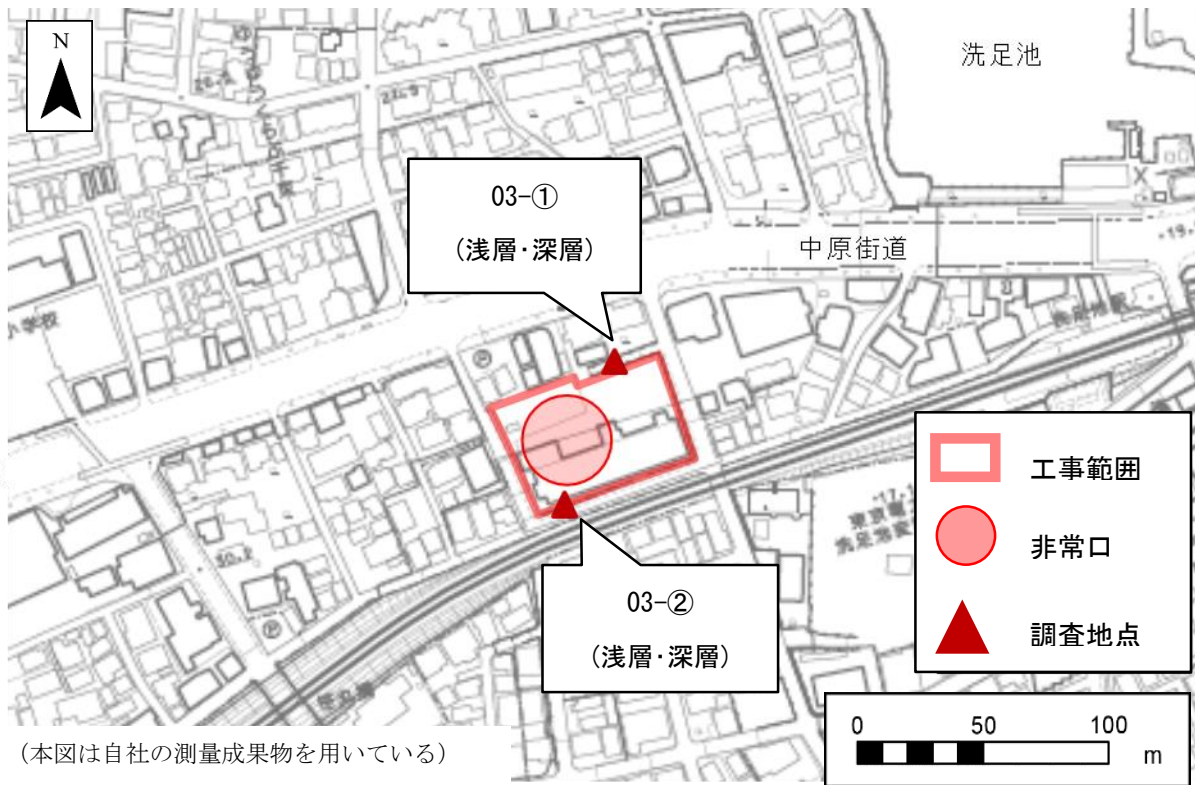 N
洗足池
03-①
(浅層・深層)
中原街道
小学校
03-②
(浅層・深層)
工事範囲
非常口
調査地点
0 50 100
m
(本図は自社の測量成果物を用いている)